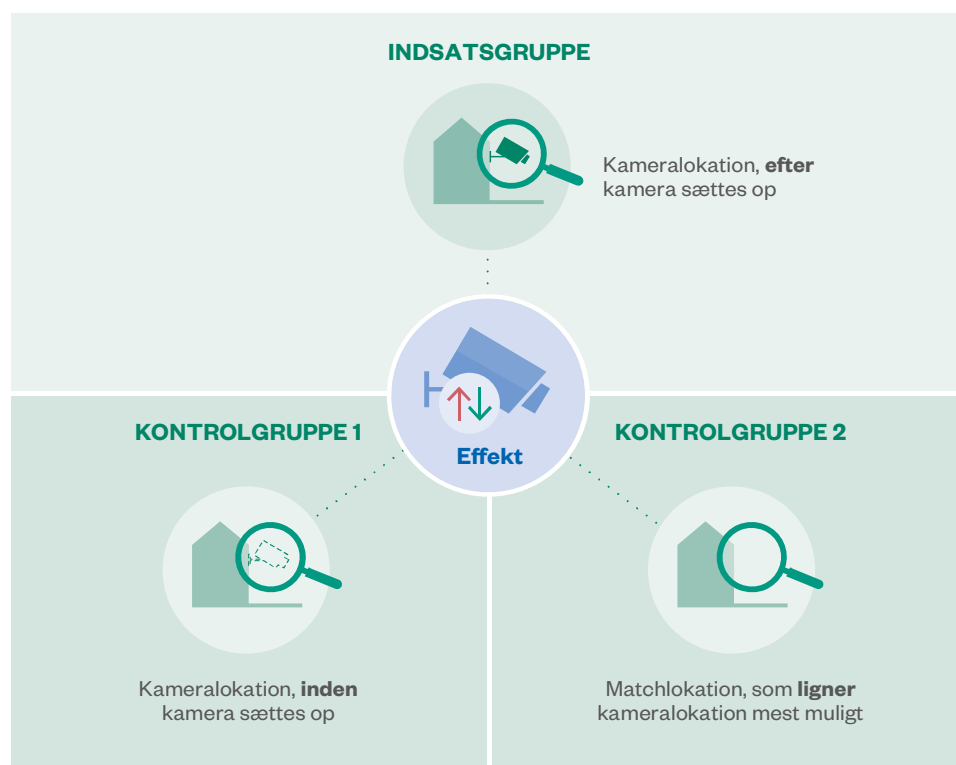 INDSATSGRUPPE
Kameralokation, efter
kamera sættes op
Effekt
KONTROLGRUPPE 1
Kameralokation, inden
kamera sættes op
KONTROLGRUPPE 2
Matchlokation, som ligner
kameralokation mest muligt